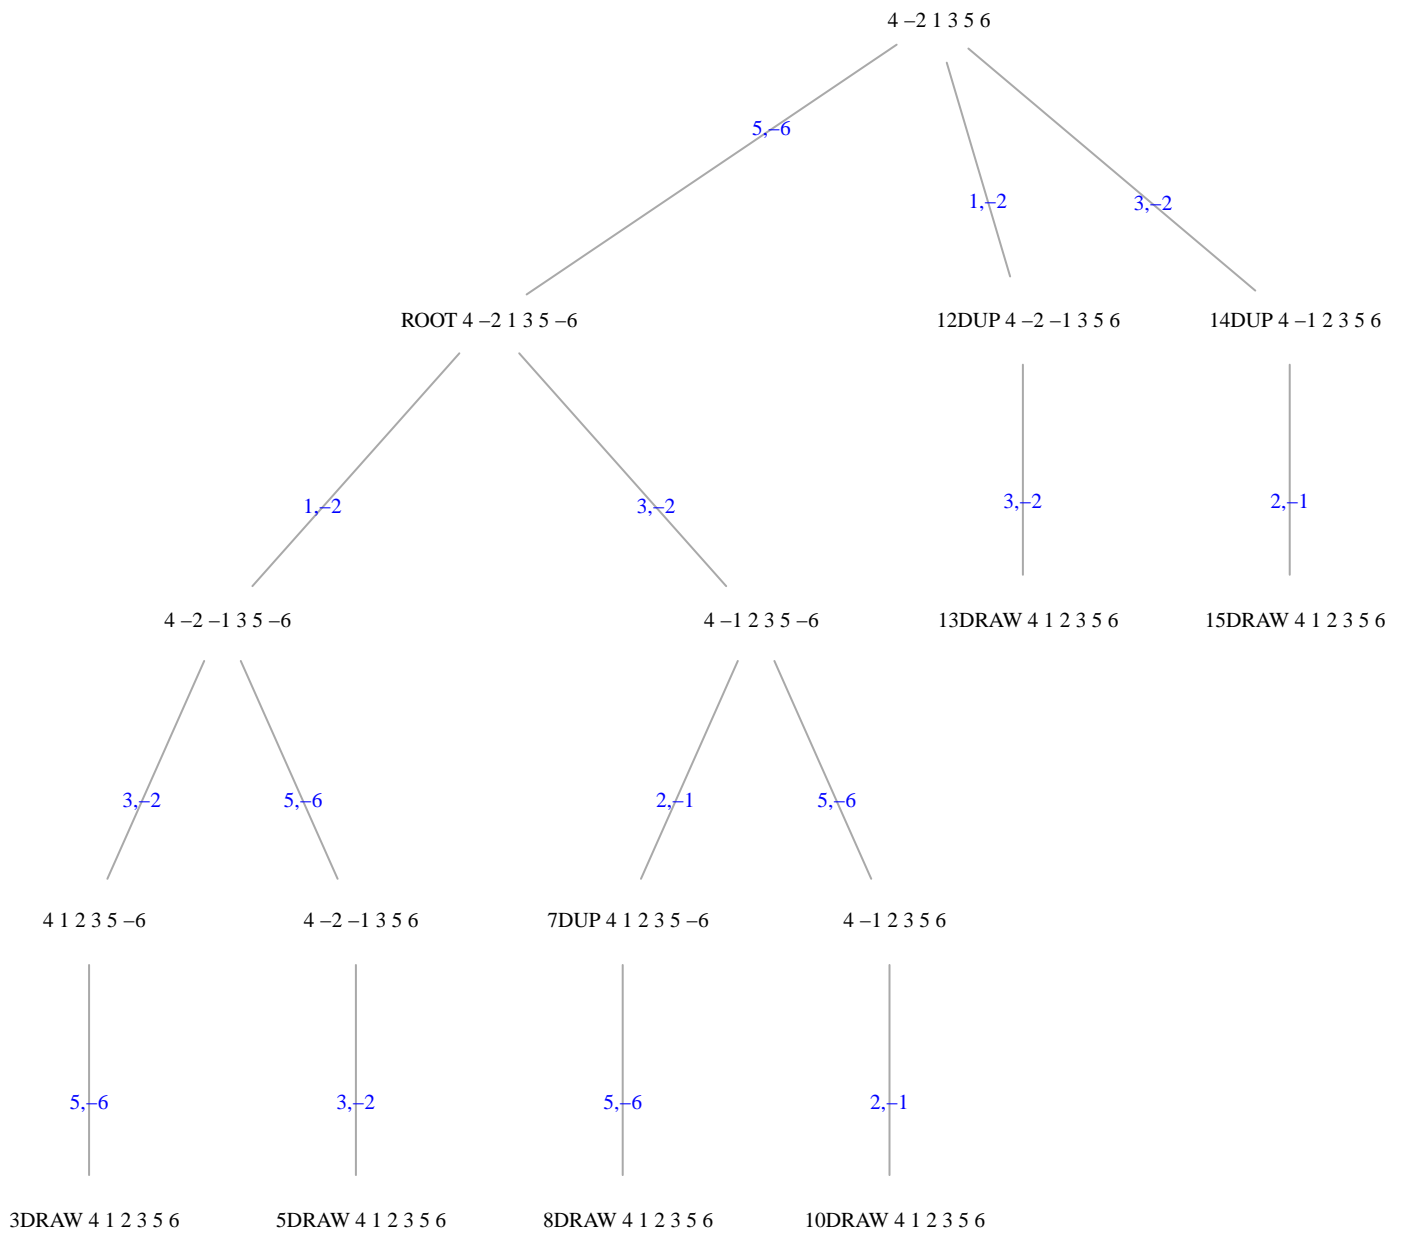 4 –2 1 3 5 6
5,–6
1,–2
3,–2
ROOT 4 –2 1 3 5 –6
12DUP 4 –2 –1 3 5 6
14DUP 4 –1 2 3 5 6
1,–2
3,–2
3,–2
2,–1
4 –2 –1 3 5 –6
4 –1 2 3 5 –6
13DRAW 4 1 2 3 5 6
15DRAW 4 1 2 3 5 6
3,–2
5,–6
2,–1
5,–6
4 1 2 3 5 –6
4 –2 –1 3 5 6
7DUP 4 1 2 3 5 –6
4 –1 2 3 5 6
5,–6
3,–2
5,–6
2,–1
3DRAW 4 1 2 3 5 6
5DRAW 4 1 2 3 5 6
8DRAW 4 1 2 3 5 6
10DRAW 4 1 2 3 5 6